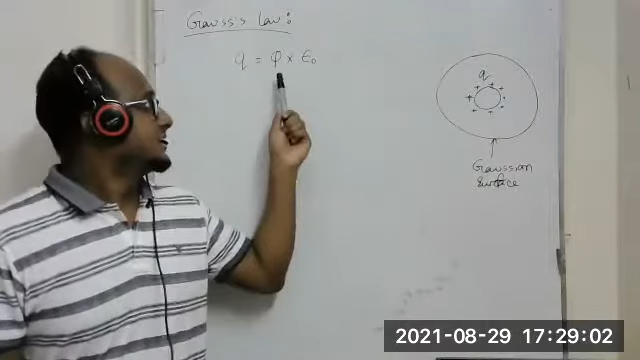 Gauss's Law:
q = φ × ϵ₀
q
Gaussian
Surface
2021-08-29 17:29:02